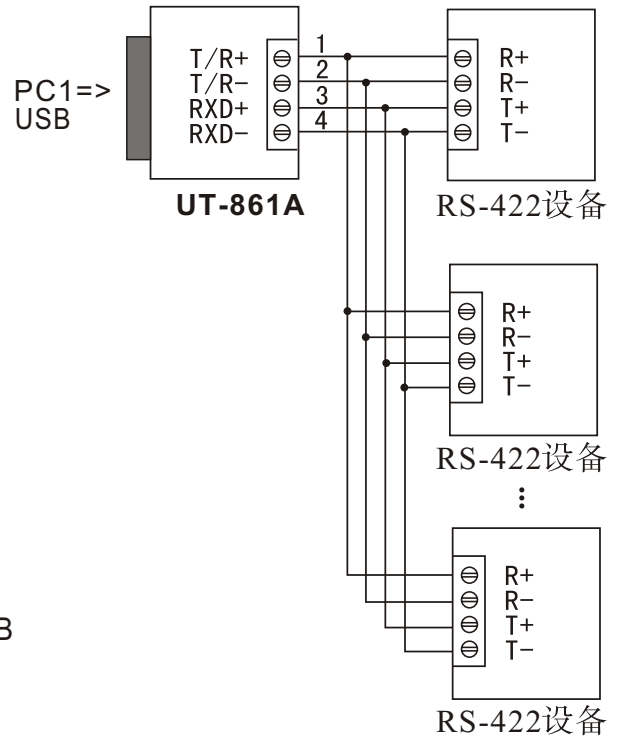 PC1=>
USB
T/R+
T/R-
RXD+
RXD-
1
2
3
4
UT-861A
R+
R-
T+
T-
RS-422设备
R+
R-
T+
T-
RS-422设备
R+
R-
T+
T-
RS-422设备
B